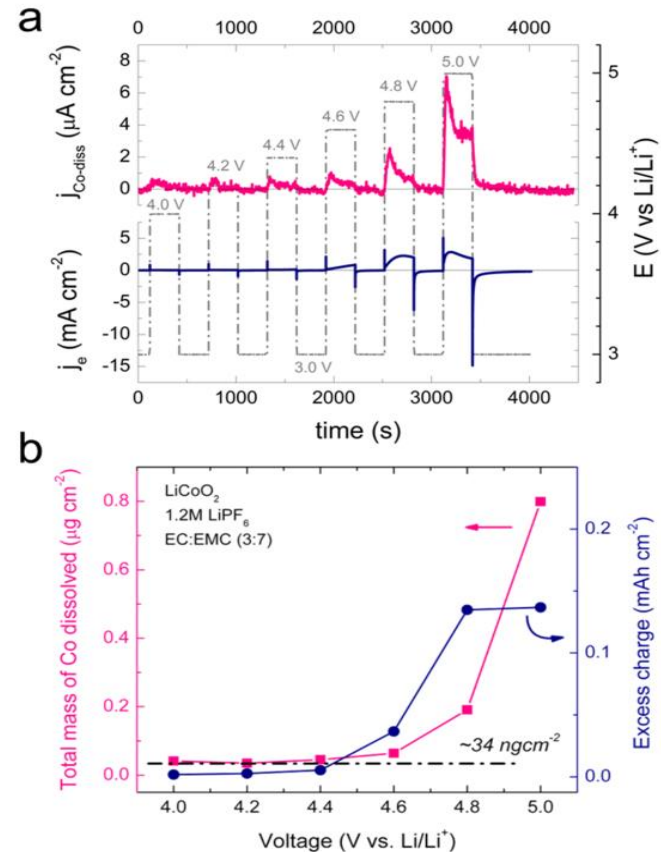 a
0 1000 2000 3000 4000
8
6
4
2
0
j_Co-diss (µA cm⁻²)
4.0 V
4.2 V
4.4 V
4.6 V
4.8 V
5.0 V
5
4
3
E (V vs Li/Li⁺)
5
0
-5
-10
-15
j_e (mA cm⁻²)
3.0 V
0 1000 2000 3000 4000
time (s)
b
LiCoO₂
1.2M LiPF₆
EC:EMC (3:7)
0.8
0.6
0.4
0.2
0.0
Total mass of Co dissolved (µg cm⁻²)
0.2
0.1
0.0
Excess charge (mAh cm⁻²)
~34 ngcm⁻²
4.0 4.2 4.4 4.6 4.8 5.0
Voltage (V vs. Li/Li⁺)